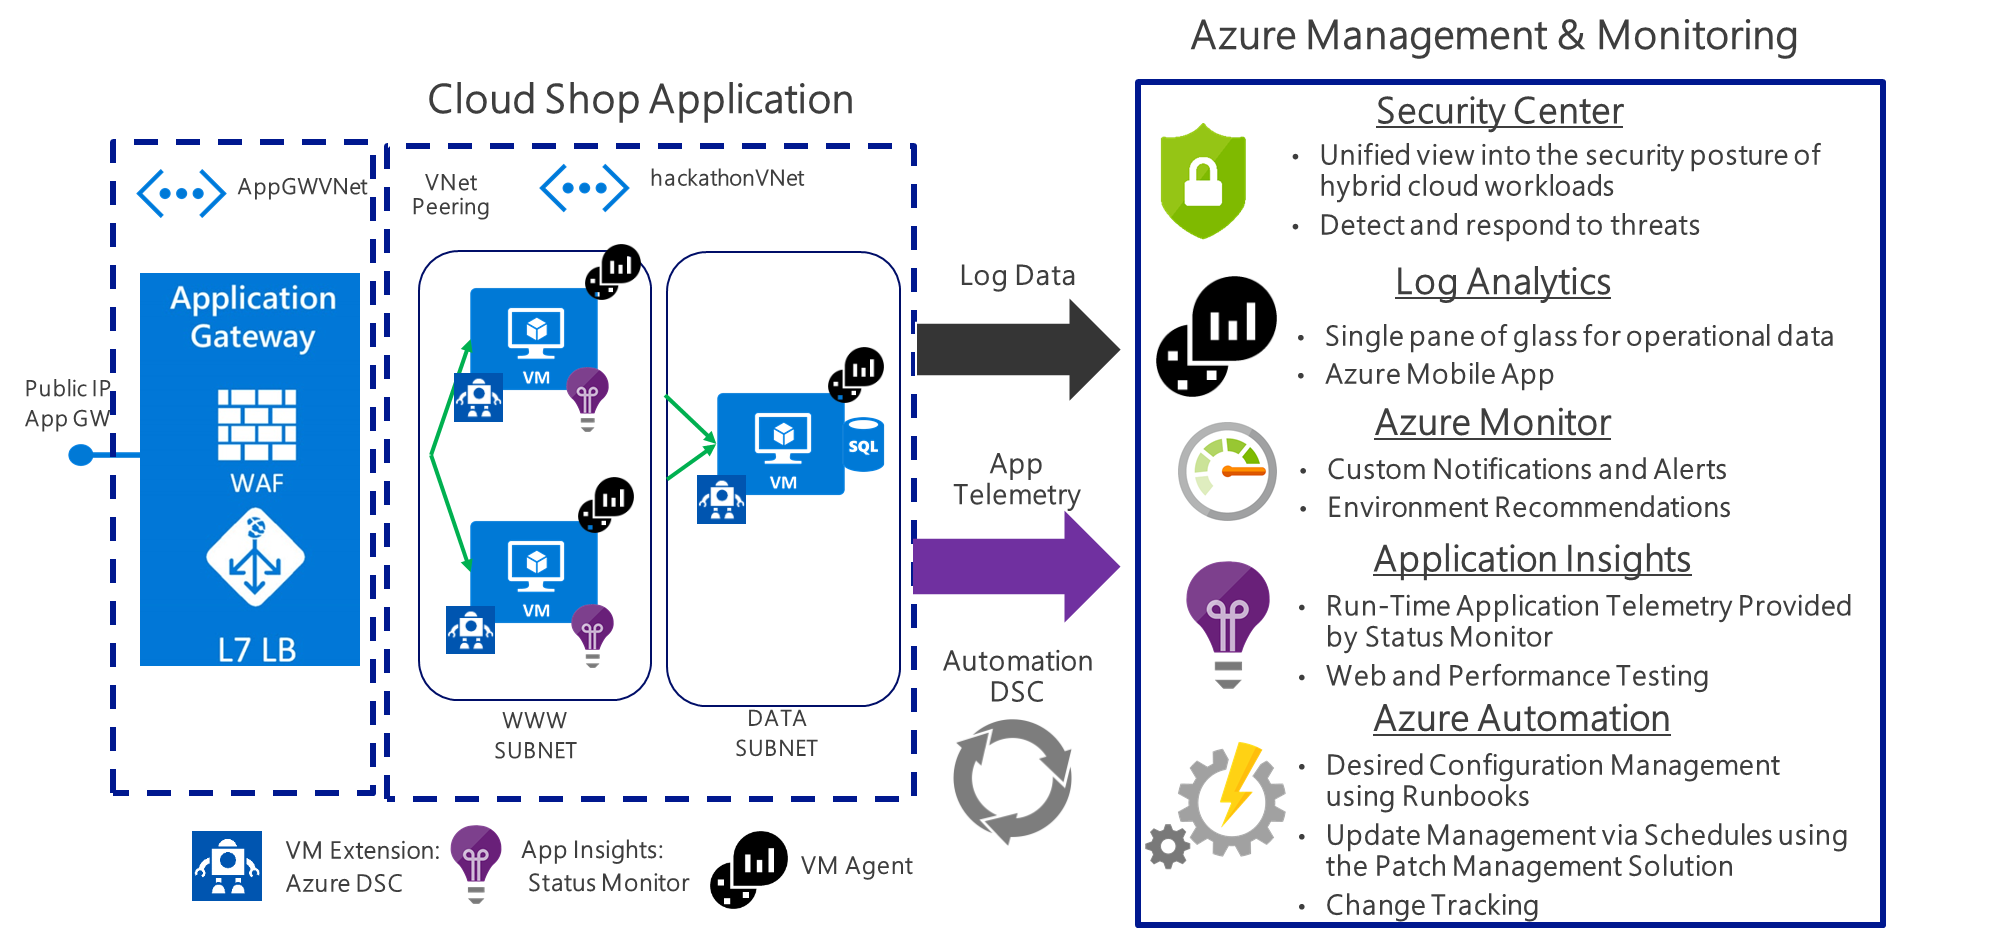 Azure Management & Monitoring
Cloud Shop Application
AppGWVNet
VNet
Peering
hackathonVNet
Application
Gateway
Public IP
App GW
WAF
L7 LB
VM
VM
VM
SQL
WWW
SUBNET
DATA
SUBNET
VM Extension:
Azure DSC
App Insights:
Status Monitor
VM Agent
Log Data
App
Telemetry
Automation
DSC
Security Center
• Unified view into the security posture of
hybrid cloud workloads
• Detect and respond to threats
Log Analytics
• Single pane of glass for operational data
• Azure Mobile App
Azure Monitor
• Custom Notifications and Alerts
• Environment Recommendations
Application Insights
• Run-Time Application Telemetry Provided
by Status Monitor
• Web and Performance Testing
Azure Automation
• Desired Configuration Management
using Runbooks
• Update Management via Schedules using
the Patch Management Solution
• Change Tracking